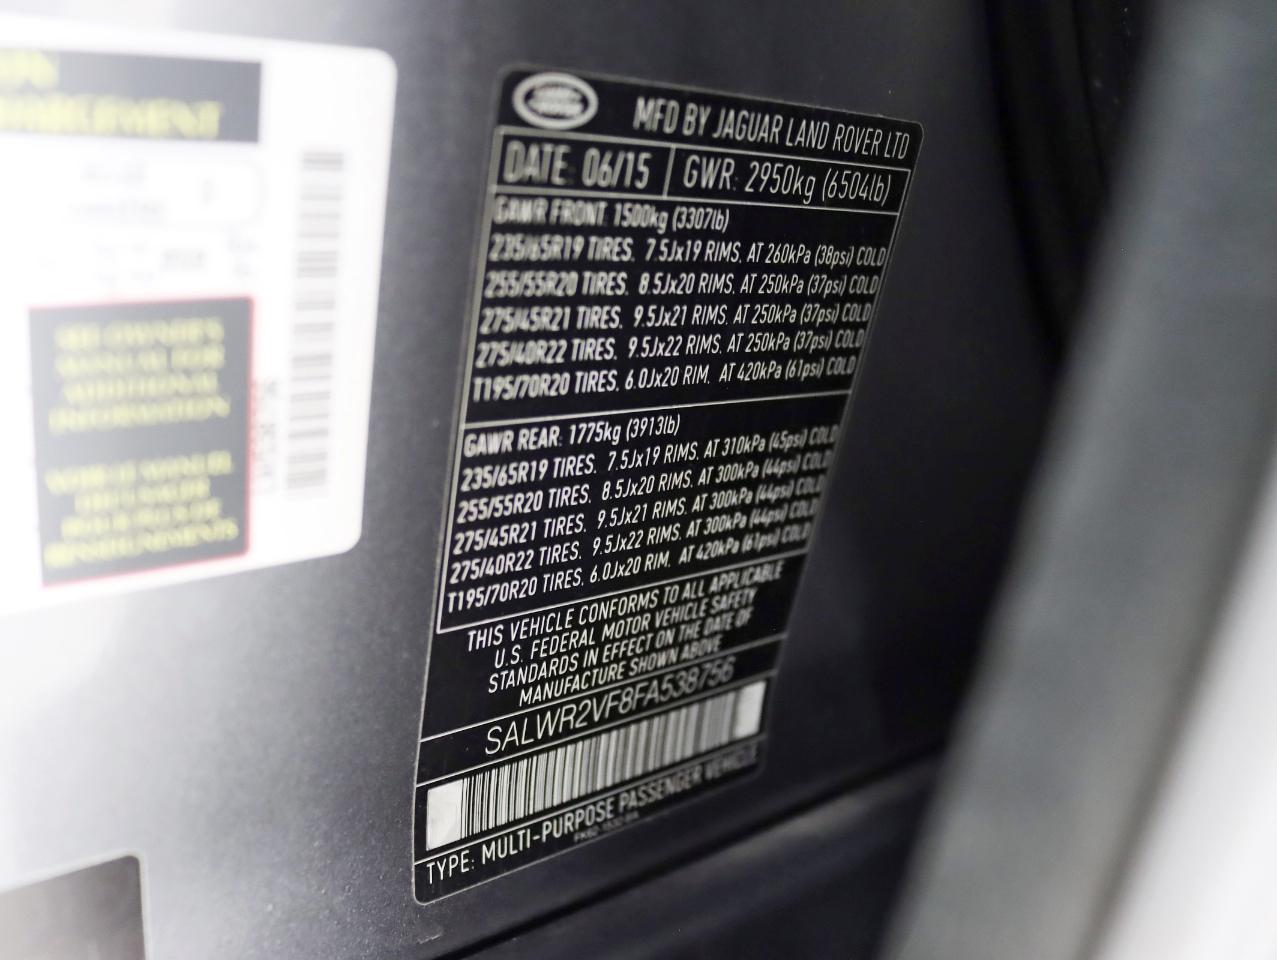 MFD BY JAGUAR LAND ROVER LTD
DATE: 06/15 GWR: 2950kg (6504lb)
GAWR FRONT: 1500kg (3307lb)
235/65R19 TIRES. 7.5Jx19 RIMS. AT 260kPa (38psi) COLD
255/55R20 TIRES. 8.5Jx20 RIMS. AT 250kPa (37psi) COLD
275/45R21 TIRES. 9.5Jx21 RIMS. AT 250kPa (37psi) COLD
275/40R22 TIRES. 9.5Jx22 RIMS. AT 250kPa (37psi) COLD
T195/70R20 TIRES. 6.0Jx20 RIM. AT 420kPa (61psi) COLD
GAWR REAR: 1775kg (3913lb)
235/65R19 TIRES. 7.5Jx19 RIMS. AT 310kPa (45psi) COLD
255/55R20 TIRES. 8.5Jx20 RIMS. AT 300kPa (44psi) COLD
275/45R21 TIRES. 9.5Jx21 RIMS. AT 300kPa (44psi) COLD
275/40R22 TIRES. 9.5Jx22 RIMS. AT 300kPa (44psi) COLD
T195/70R20 TIRES. 6.0Jx20 RIM. AT 420kPa (61psi) COLD
THIS VEHICLE CONFORMS TO ALL APPLICABLE
U.S. FEDERAL MOTOR VEHICLE SAFETY
STANDARDS IN EFFECT ON THE DATE OF
MANUFACTURE SHOWN ABOVE
SALWR2VF8FA538756
TYPE: MULTI-PURPOSE PASSENGER VEHICLE
SEE OWNER'S
MANUAL FOR
ADDITIONAL
INFORMATION